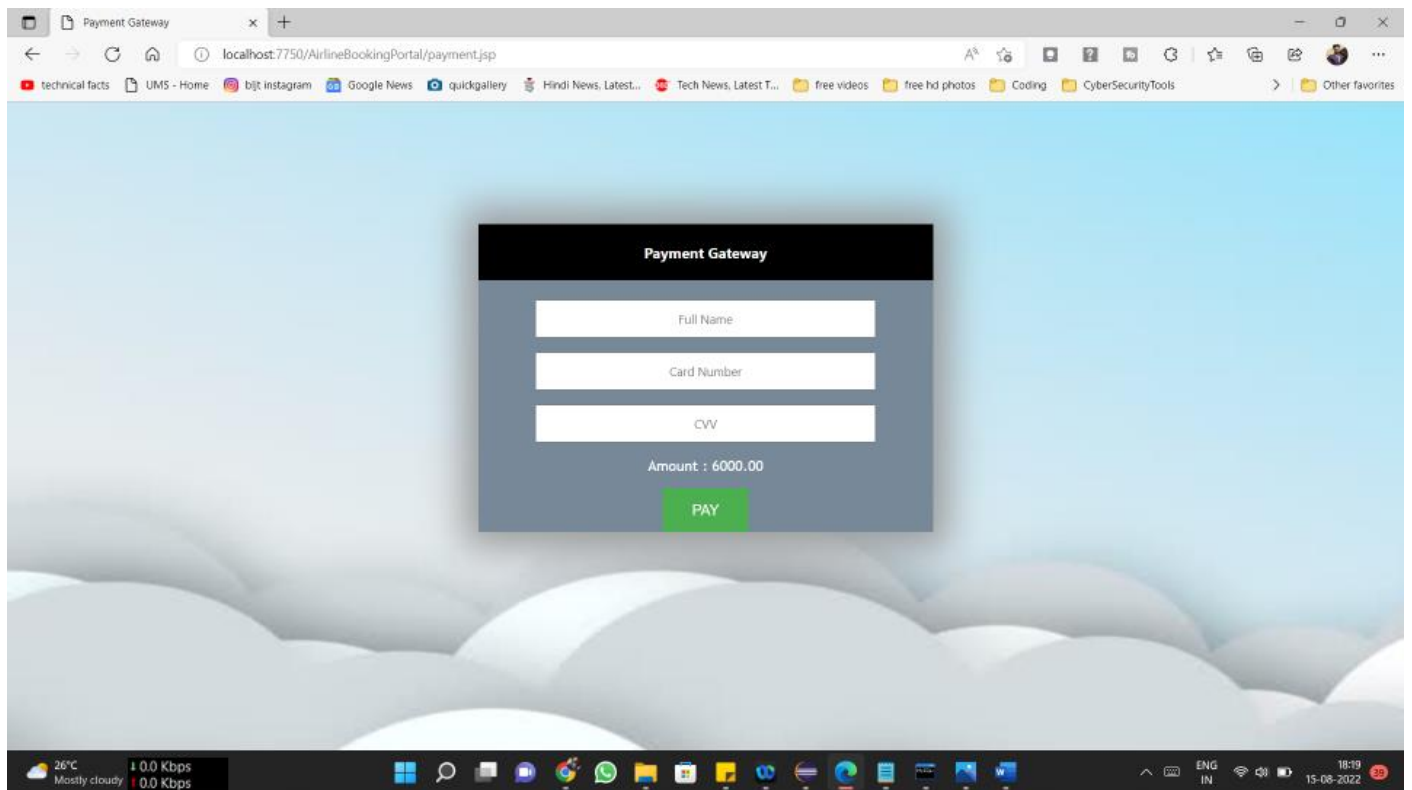 Payment Gateway
localhost:7750/AirlineBookingPortal/payment.jsp
technical facts UMS - Home bljt instagram Google News quickgallery Hindi News, Latest... Tech News, Latest T... free videos free hd photos Coding CyberSecurityTools Other favorites
Payment Gateway
Full Name
Card Number
CVV
Amount : 6000.00
PAY
26°C
Mostly cloudy
0.0 Kbps
0.0 Kbps
ENG
IN
18:19
15-08-2022
39